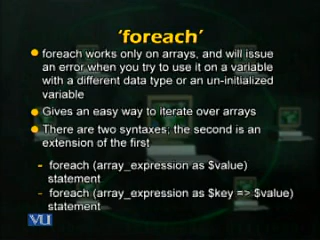 ‘foreach’
foreach works only on arrays, and will issue
an error when you try to use it on a variable
with a different data type or an un-initialized
variable
Gives an easy way to iterate over arrays
There are two syntaxes; the second is an
extension of the first
- foreach (array_expression as $value)
statement
- foreach (array_expression as $key => $value)
statement
VU